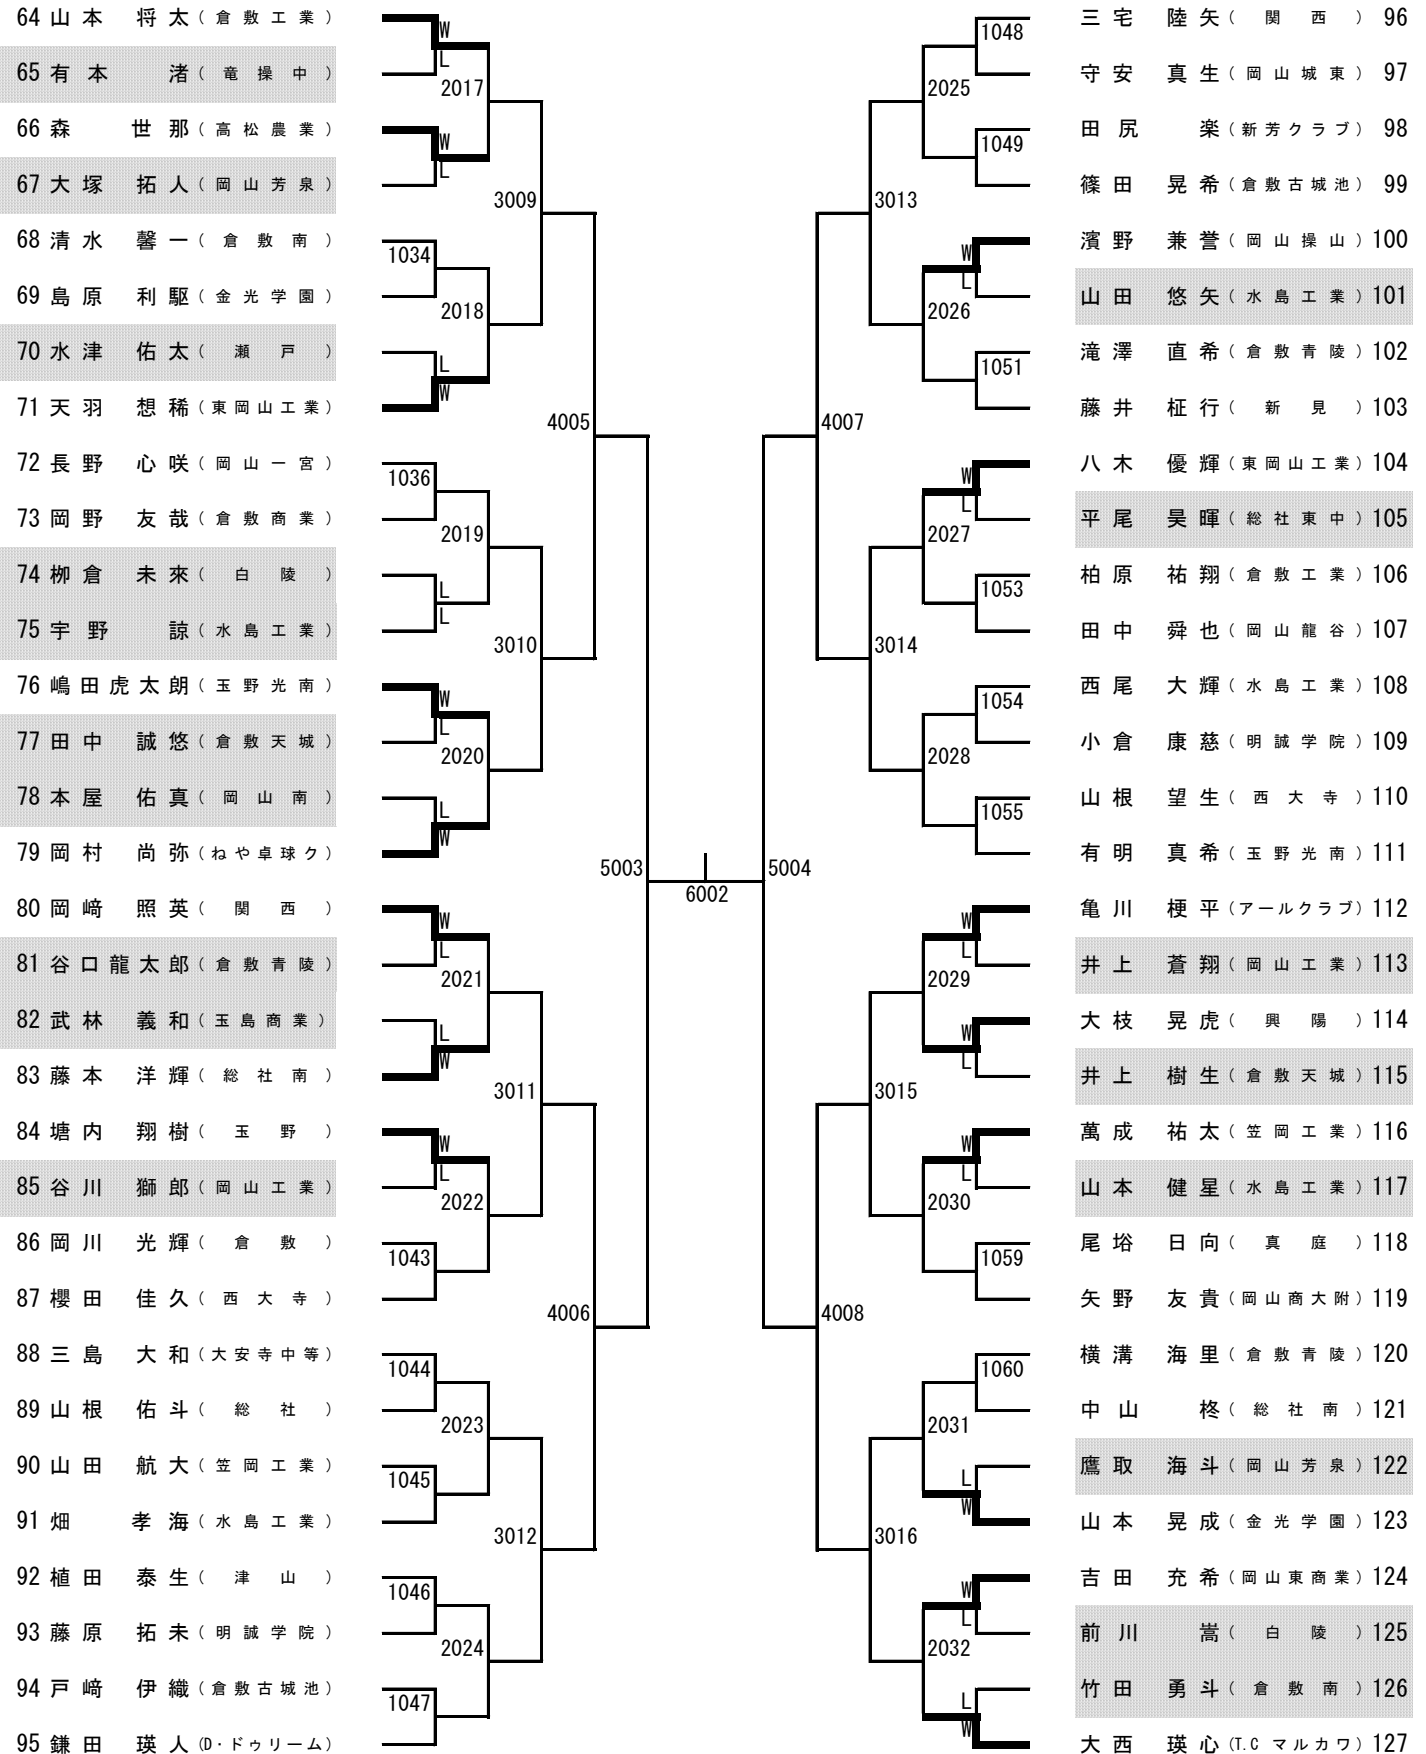 64 山本 将太 (倉敷工業)
65 有本 渚 (竜操中)
66 森 世那 (高松農業)
67 大塚 拓人 (岡山芳泉)
68 清水 馨一 (倉敷南)
69 島原 利駆 (金光学園)
70 水津 佑太 (瀬戸)
71 天羽 想稀 (東岡山工業)
72 長野 心咲 (岡山一宮)
73 岡野 友哉 (倉敷商業)
74 栁倉 未來 (白陵)
75 宇野 諒 (水島工業)
76 嶋田虎太朗 (玉野光南)
77 田中 誠悠 (倉敷天城)
78 本屋 佑真 (岡山南)
79 岡村 尚弥 (ねや卓球ク)
80 岡﨑 照英 (関西)
81 谷口龍太郎 (倉敷青陵)
82 武林 義和 (玉島商業)
83 藤本 洋輝 (総社南)
84 塘内 翔樹 (玉野)
85 谷川 獅郎 (岡山工業)
86 岡川 光輝 (倉敷)
87 櫻田 佳久 (西大寺)
88 三島 大和 (大安寺中等)
89 山根 佑斗 (総社)
90 山田 航大 (笠岡工業)
91 畑 孝海 (水島工業)
92 植田 泰生 (津山)
93 藤原 拓未 (明誠学院)
94 戸﨑 伊織 (倉敷古城池)
95 鎌田 瑛人 (D・ドゥリーム)
W
L
2017
W
L
3009
1034
2018
L
W
4005
1036
2019
L
L
3010
W
L
2020
L
W
5003
W
L
2021
L
W
3011
W
L
2022
1043
4006
1044
2023
1045
3012
1046
2024
1047
6002
1048
2025
1049
3013
W
L
2026
1051
4007
W
L
2027
1053
3014
1054
2028
1055
5004
W
L
2029
W
L
3015
W
L
2030
1059
4008
1060
2031
L
W
3016
W
L
2032
L
W
三宅 陸矢 (関西) 96
守安 真生 (岡山城東) 97
田尻 楽 (新芳クラブ) 98
篠田 晃希 (倉敷古城池) 99
濱野 兼誉 (岡山操山) 100
山田 悠矢 (水島工業) 101
滝澤 直希 (倉敷青陵) 102
藤井 柾行 (新見) 103
八木 優輝 (東岡山工業) 104
平尾 昊暉 (総社東中) 105
柏原 祐翔 (倉敷工業) 106
田中 舜也 (岡山龍谷) 107
西尾 大輝 (水島工業) 108
小倉 康慈 (明誠学院) 109
山根 望生 (西大寺) 110
有明 真希 (玉野光南) 111
亀川 梗平 (アールクラブ) 112
井上 蒼翔 (岡山工業) 113
大枝 晃虎 (興陽) 114
井上 樹生 (倉敷天城) 115
萬成 祐太 (笠岡工業) 116
山本 健星 (水島工業) 117
尾㙊 日向 (真庭) 118
矢野 友貴 (岡山商大附) 119
横溝 海里 (倉敷青陵) 120
中山 柊 (総社南) 121
鷹取 海斗 (岡山芳泉) 122
山本 晃成 (金光学園) 123
吉田 充希 (岡山東商業) 124
前川 嵩 (白陵) 125
竹田 勇斗 (倉敷南) 126
大西 瑛心 (T.C マルカワ) 127